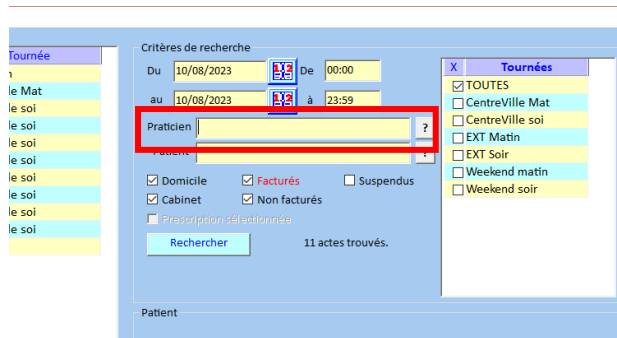 Tournée
le Mat
le soi
le soi
le soi
le soi
le soi
le soi
le soi
le soi
Critères de recherche
Du 10/08/2023 De 00:00
au 10/08/2023 à 23:59
Praticien ?
Patient ?
Domicile Facturés Suspendus
Cabinet Non facturés
Prescription sélectionnée
Rechercher 11 actes trouvés.
X Tournées
TOUTES
CentreVille Mat
CentreVille soi
EXT Matin
EXT Soir
Weekend matin
Weekend soir
Patient